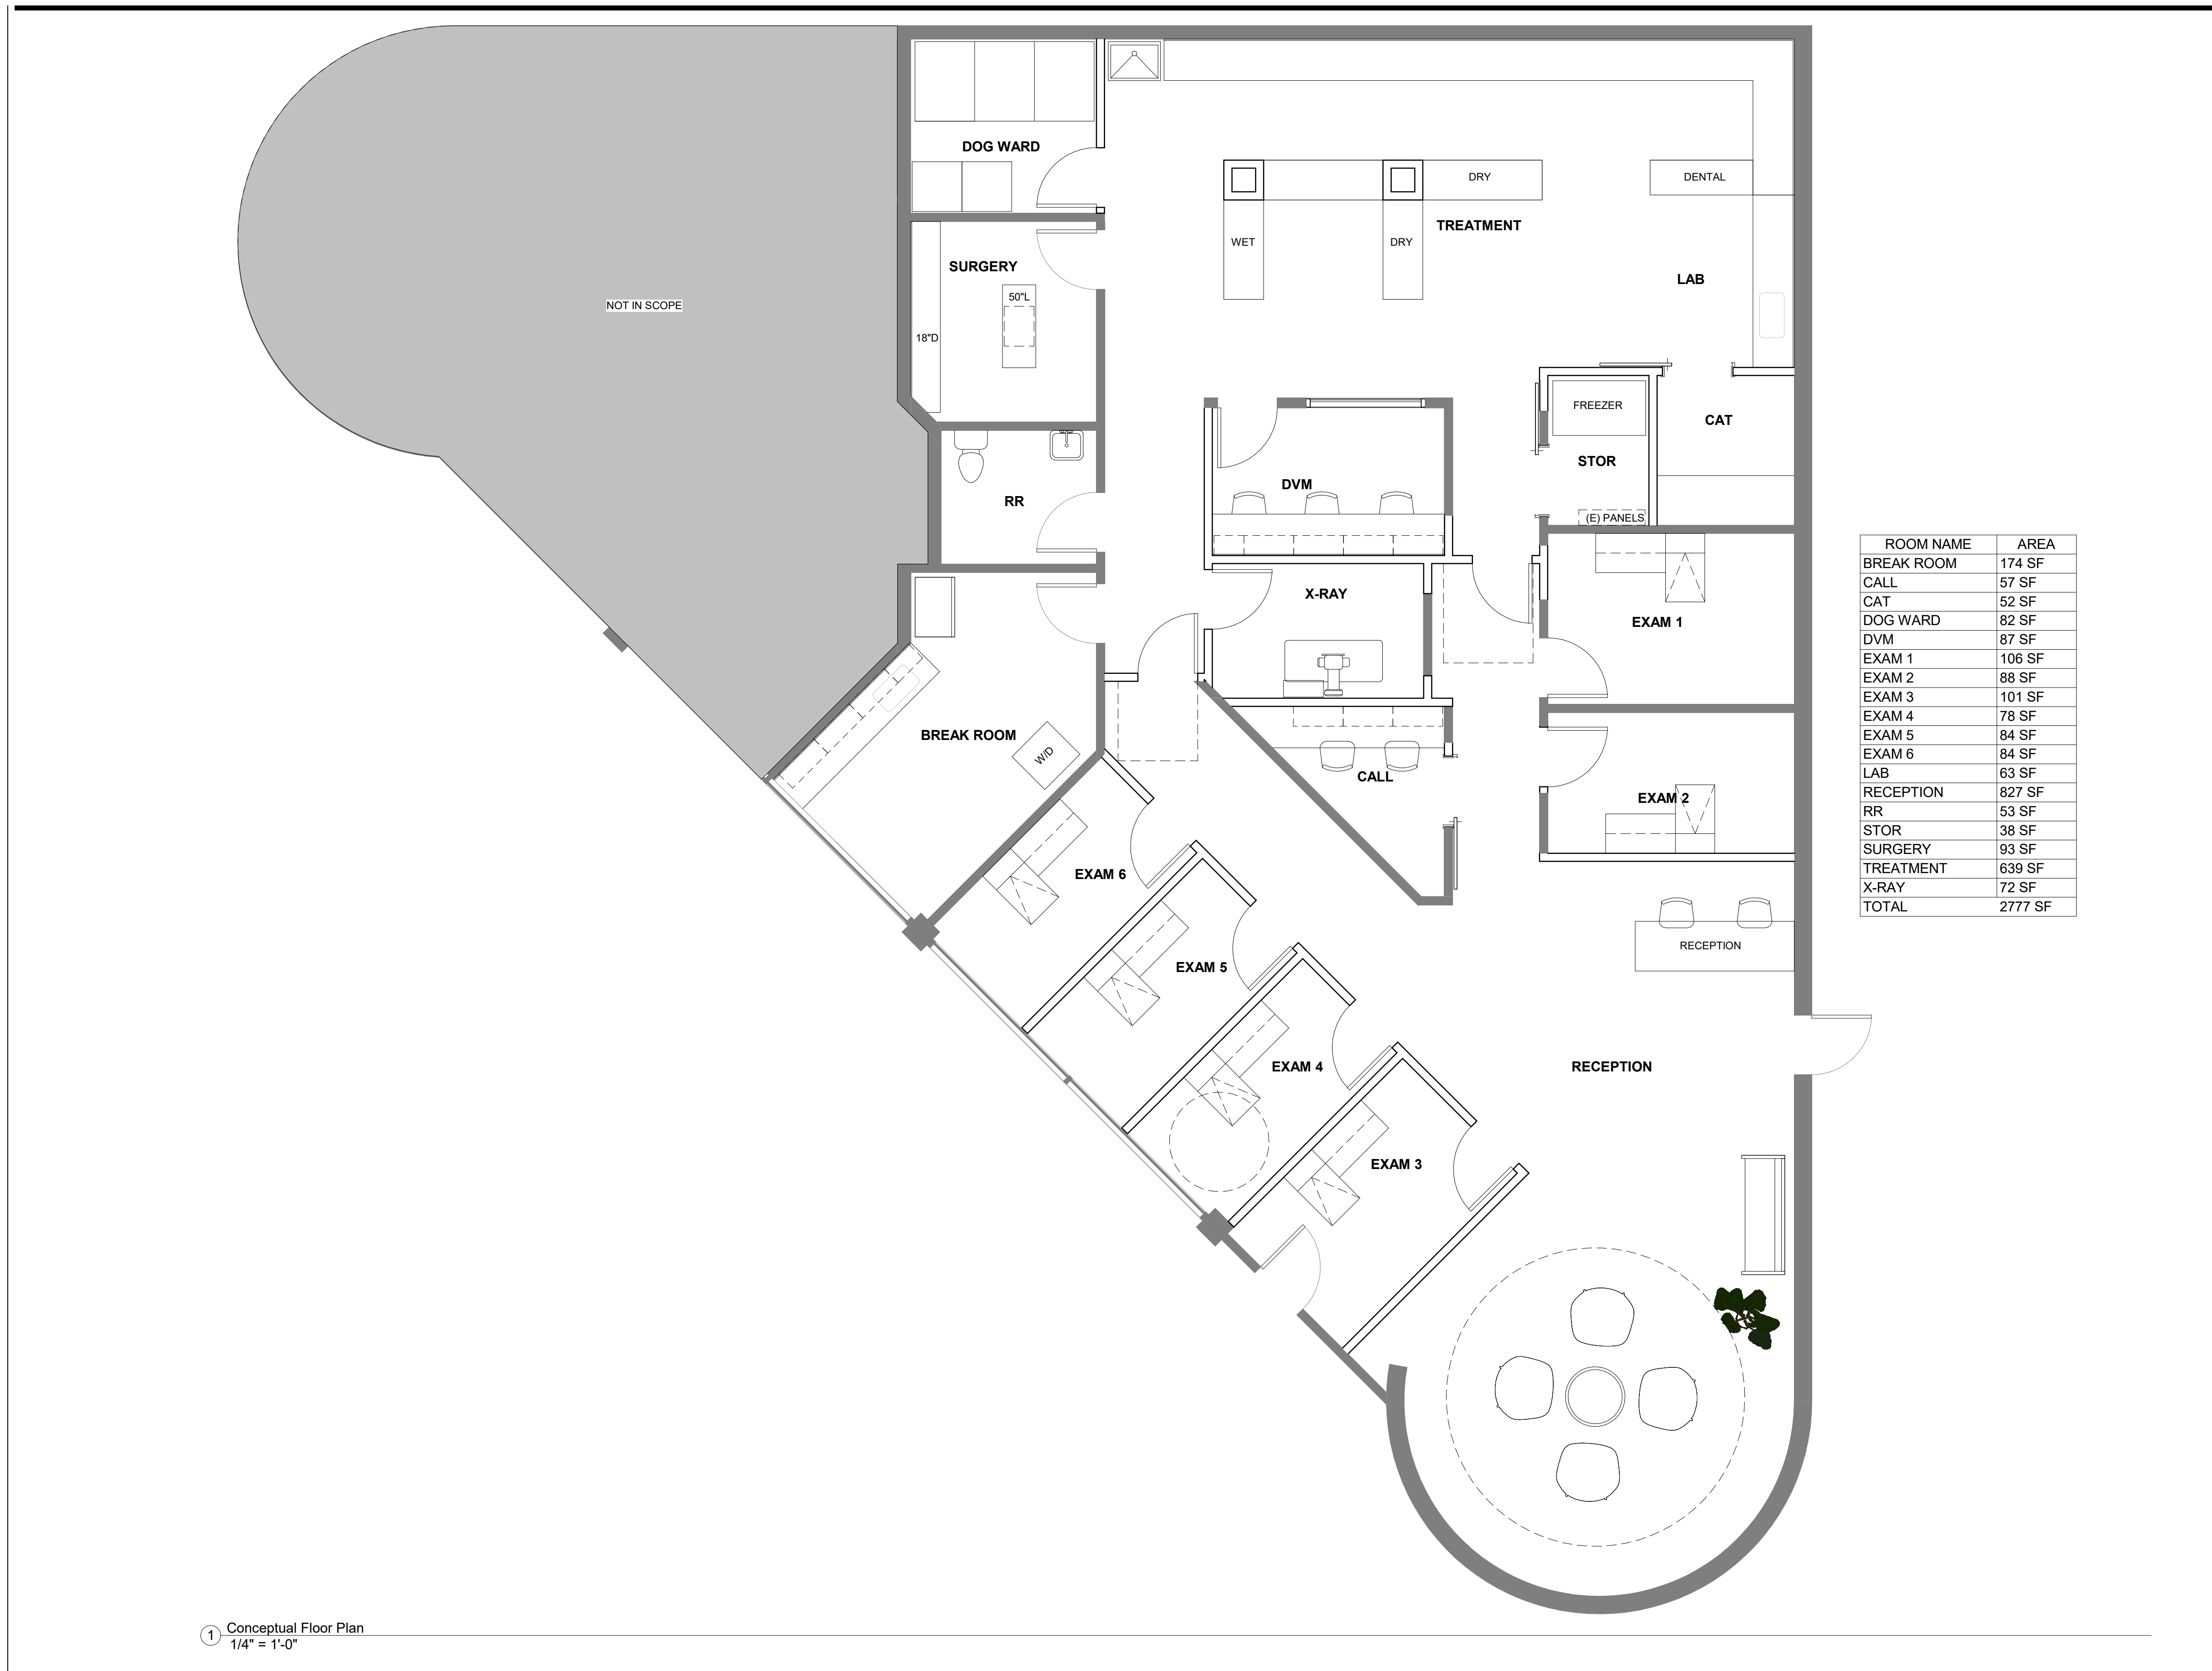 DOG WARD
DRY
DENTAL
TREATMENT
WET
DRY
SURGERY
LAB
50"L
NOT IN SCOPE
18"D
FREEZER
CAT
STOR
DVM
RR
(E) PANELS
X-RAY
EXAM 1
BREAK ROOM
W/D
CALL
EXAM 2
EXAM 6
RECEPTION
EXAM 5
EXAM 4
RECEPTION
EXAM 3
ROOM NAME AREA
BREAK ROOM 174 SF
CALL 57 SF
CAT 52 SF
DOG WARD 82 SF
DVM 87 SF
EXAM 1 106 SF
EXAM 2 88 SF
EXAM 3 101 SF
EXAM 4 78 SF
EXAM 5 84 SF
EXAM 6 84 SF
LAB 63 SF
RECEPTION 827 SF
RR 53 SF
STOR 38 SF
SURGERY 93 SF
TREATMENT 639 SF
X-RAY 72 SF
TOTAL 2777 SF
1 Conceptual Floor Plan
1/4" = 1'-0"